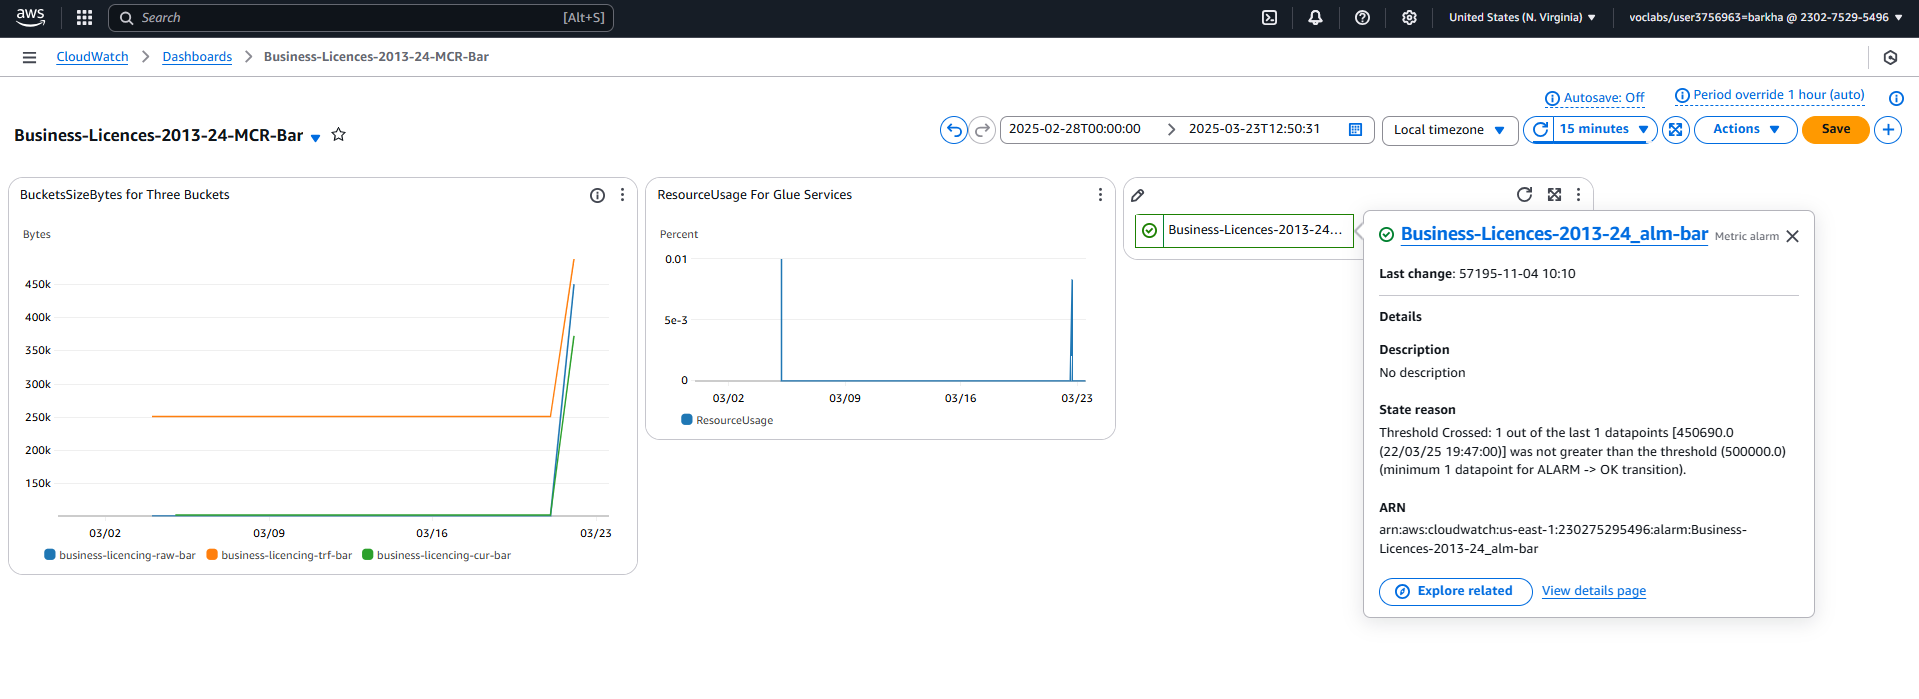 aws
Search [Alt+S]
United States (N. Virginia)
voclabs/user3756963=barkha @ 2302-7529-5496
CloudWatch Dashboards Business-Licences-2013-24-MCR-Bar
Autosave: Off
Period override 1 hour (auto)
Business-Licences-2013-24-MCR-Bar
2025-02-28T00:00:00 2025-03-23T12:50:31
Local timezone
15 minutes
Actions
Save
BucketsSizeBytes for Three Buckets
Bytes
450k
400k
350k
300k
250k
200k
150k
03/02 03/09 03/16 03/23
business-licencing-raw-bar business-licencing-trf-bar business-licencing-cur-bar
ResourceUsage For Glue Services
Percent
0.01
5e-3
0
03/02 03/09 03/16 03/23
ResourceUsage
Business-Licences-2013-24...
Business-Licences-2013-24_alm-bar Metric alarm
Last change: 57195-11-04 10:10
Details
Description
No description
State reason
Threshold Crossed: 1 out of the last 1 datapoints [450690.0
(22/03/25 19:47:00)] was not greater than the threshold (500000.0)
(minimum 1 datapoint for ALARM -> OK transition).
ARN
arn:aws:cloudwatch:us-east-1:230275295496:alarm:Business-
Licences-2013-24_alm-bar
Explore related
View details page